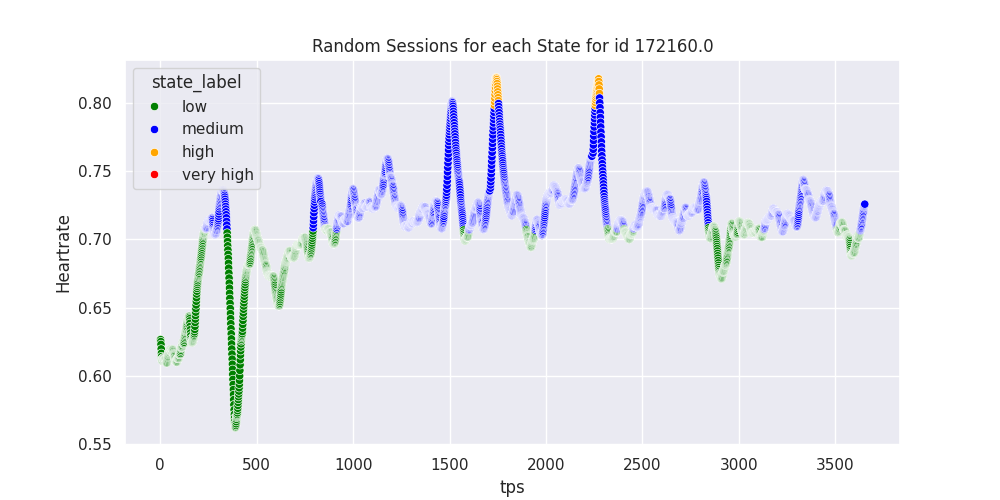 Random Sessions for each State for id 172160.0
state_label
low
medium
high
very high
Heartrate
0.80
0.75
0.70
0.65
0.60
0.55
0
500
1000
1500
2000
2500
3000
3500
tps